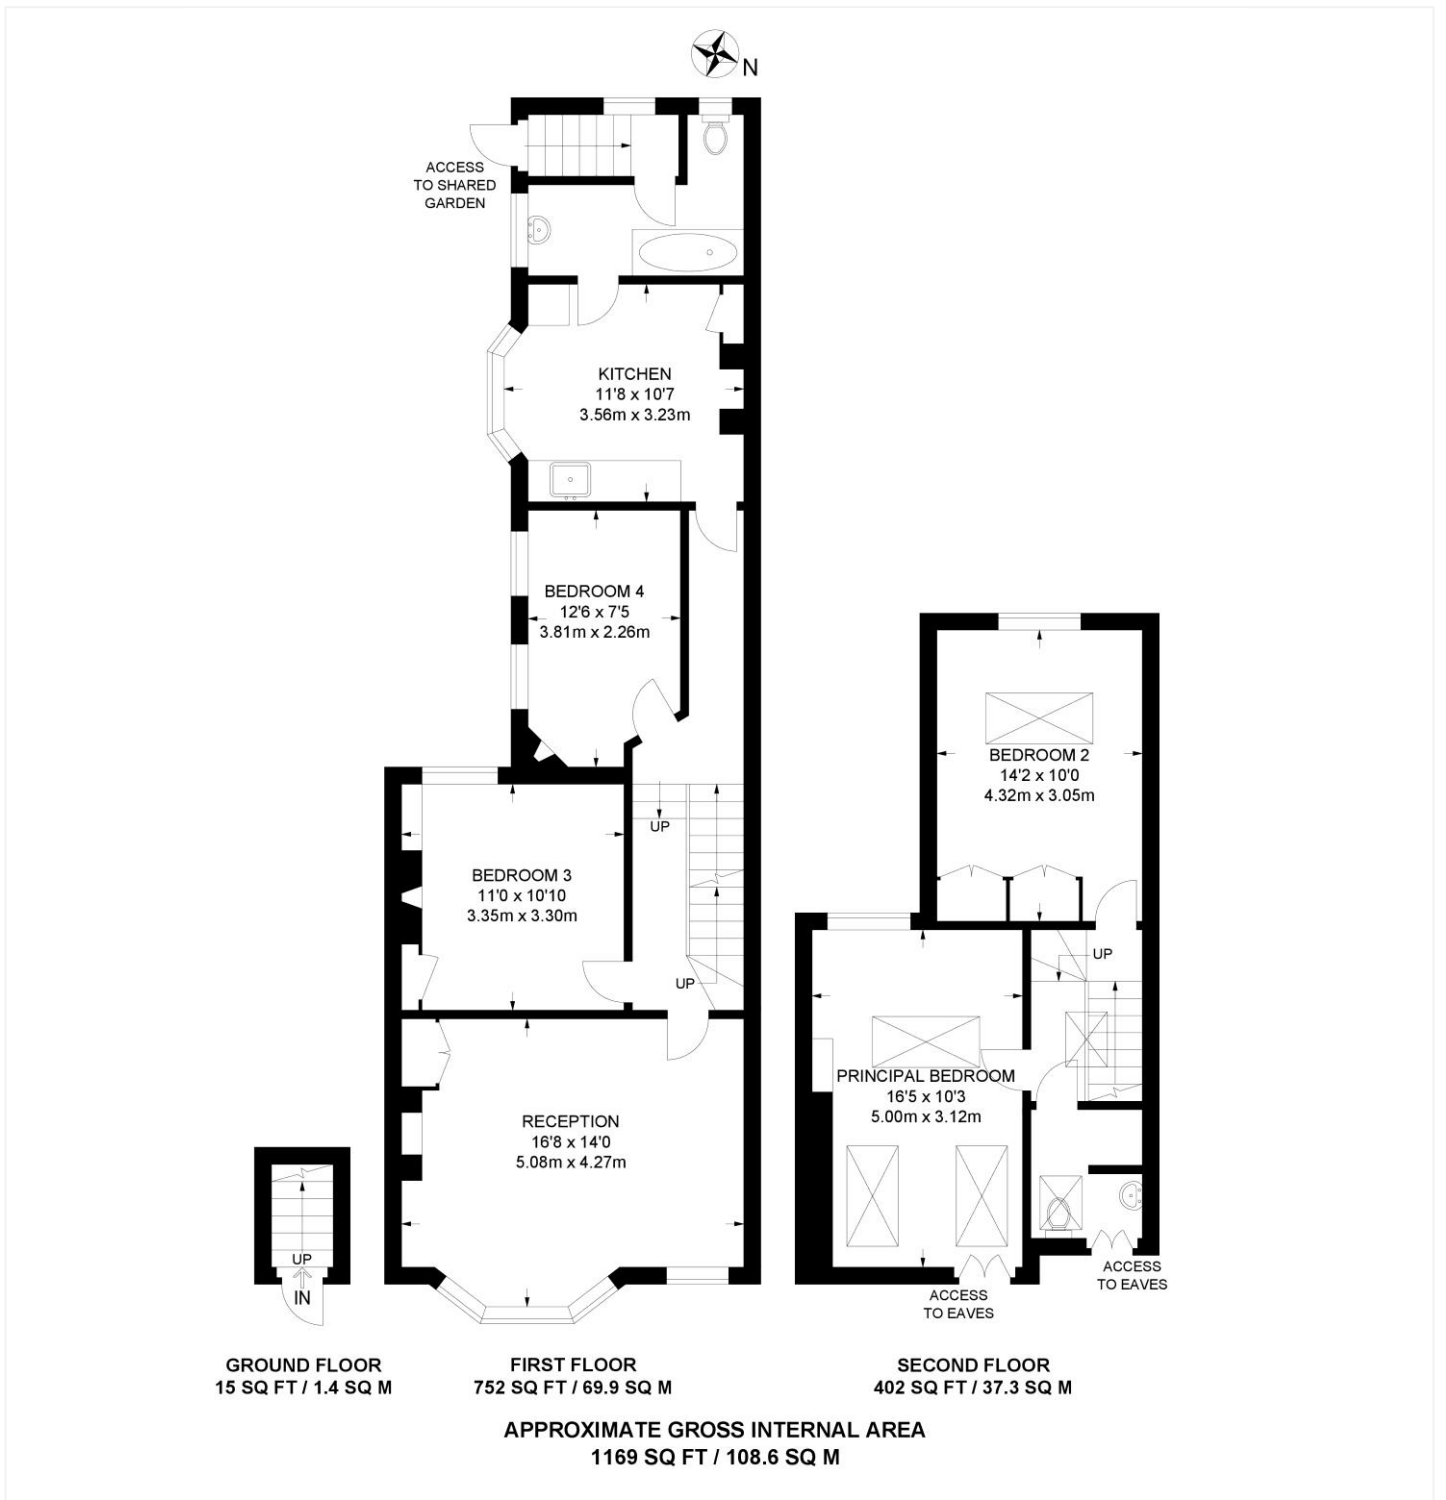 N
ACCESS
TO SHARED
GARDEN
KITCHEN
11'8 x 10'7
3.56m x 3.23m
BEDROOM 4
12'6 x 7'5
3.81m x 2.26m
UP
BEDROOM 3
11'0 x 10'10
3.35m x 3.30m
UP
RECEPTION
16'8 x 14'0
5.08m x 4.27m
UP
IN
BEDROOM 2
14'2 x 10'0
4.32m x 3.05m
UP
PRINCIPAL BEDROOM
16'5 x 10'3
5.00m x 3.12m
ACCESS
TO EAVES
ACCESS
TO EAVES
GROUND FLOOR
15 SQ FT / 1.4 SQ M
FIRST FLOOR
752 SQ FT / 69.9 SQ M
SECOND FLOOR
402 SQ FT / 37.3 SQ M
APPROXIMATE GROSS INTERNAL AREA
1169 SQ FT / 108.6 SQ M